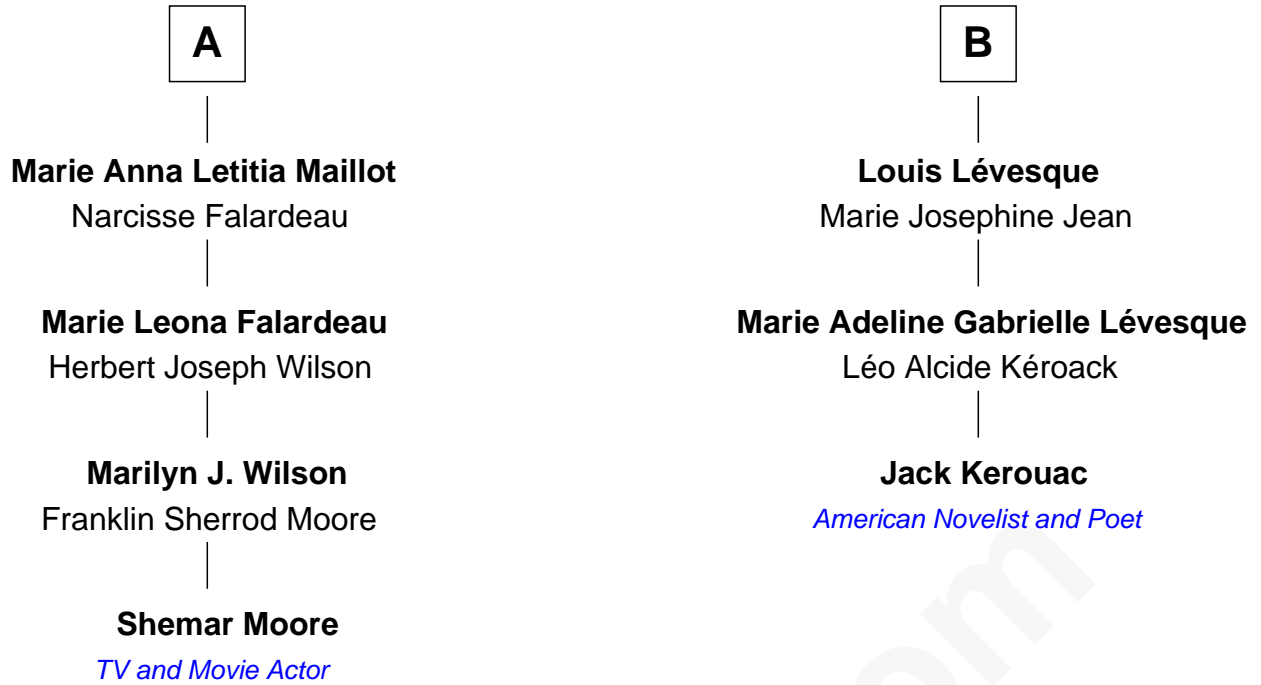 A
Marie Anna Letitia Maillot
Narcisse Falardeau
Marie Leona Falardeau
Herbert Joseph Wilson
Marilyn J. Wilson
Franklin Sherrod Moore
Shemar Moore
TV and Movie Actor
B
Louis Lévesque
Marie Josephine Jean
Marie Adeline Gabrielle Lévesque
Léo Alcide Kéroack
Jack Kerouac
American Novelist and Poet
om